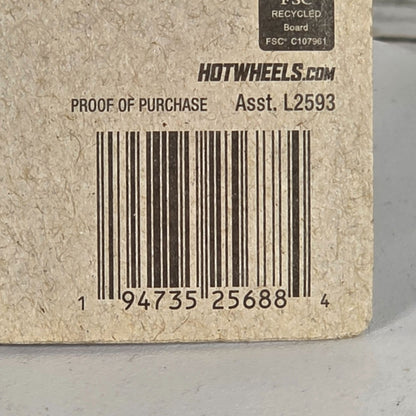 FSC
RECYCLED
Board
FSC® C107961
HOTWHEELS.COM
PROOF OF PURCHASE Asst. L2593
1 94735 25688 4